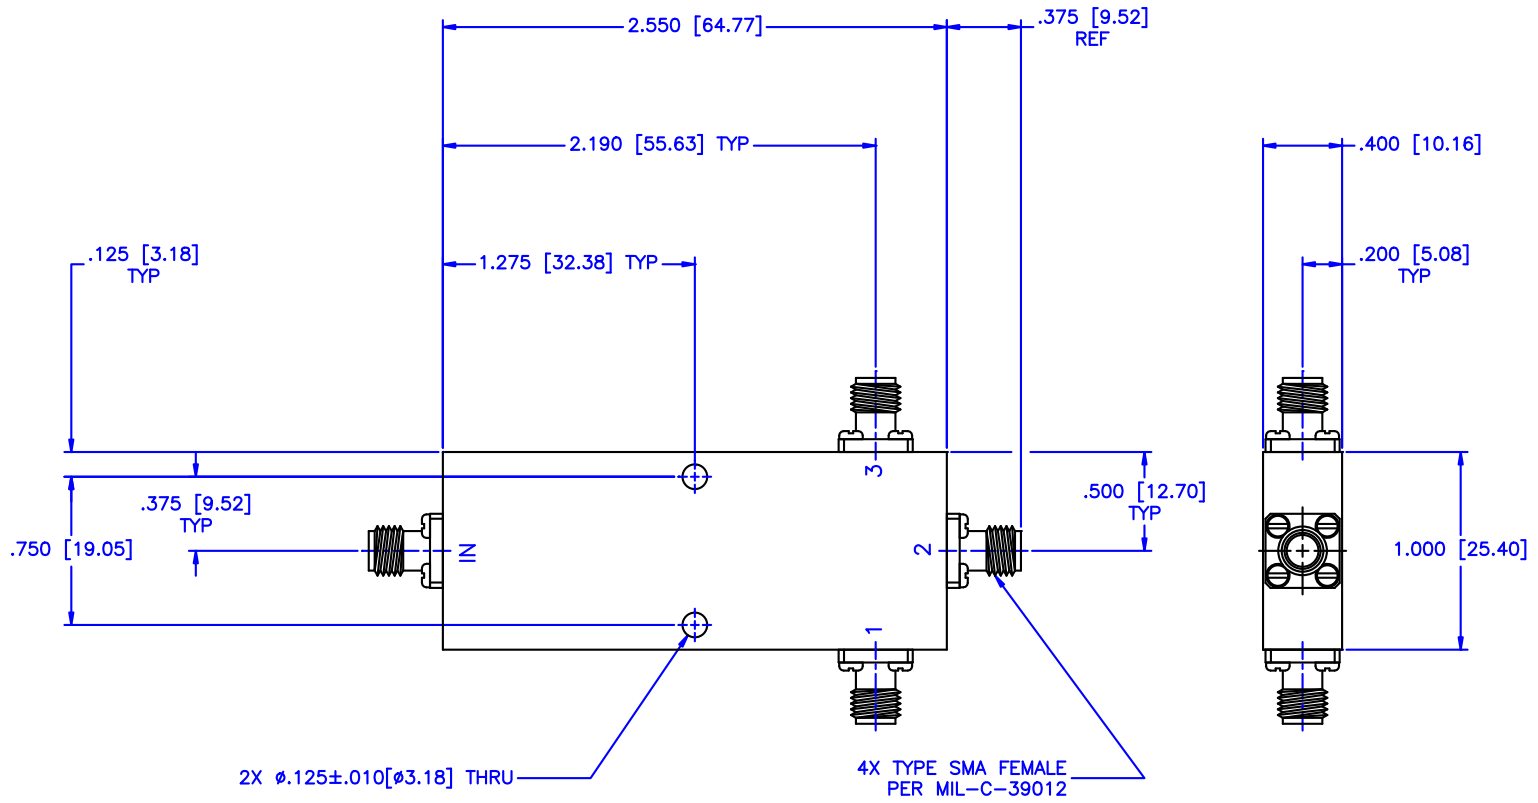 2.550 [64.77]
.375 [9.52]
REF
2.190 [55.63] TYP
.400 [10.16]
.125 [3.18]
TYP
1.275 [32.38] TYP
.200 [5.08]
TYP
3
.375 [9.52]
TYP
.500 [12.70]
TYP
.750 [19.05]
IN
2
1.000 [25.40]
1
2X ø.125±.010[ø3.18] THRU
4X TYPE SMA FEMALE
PER MIL-C-39012